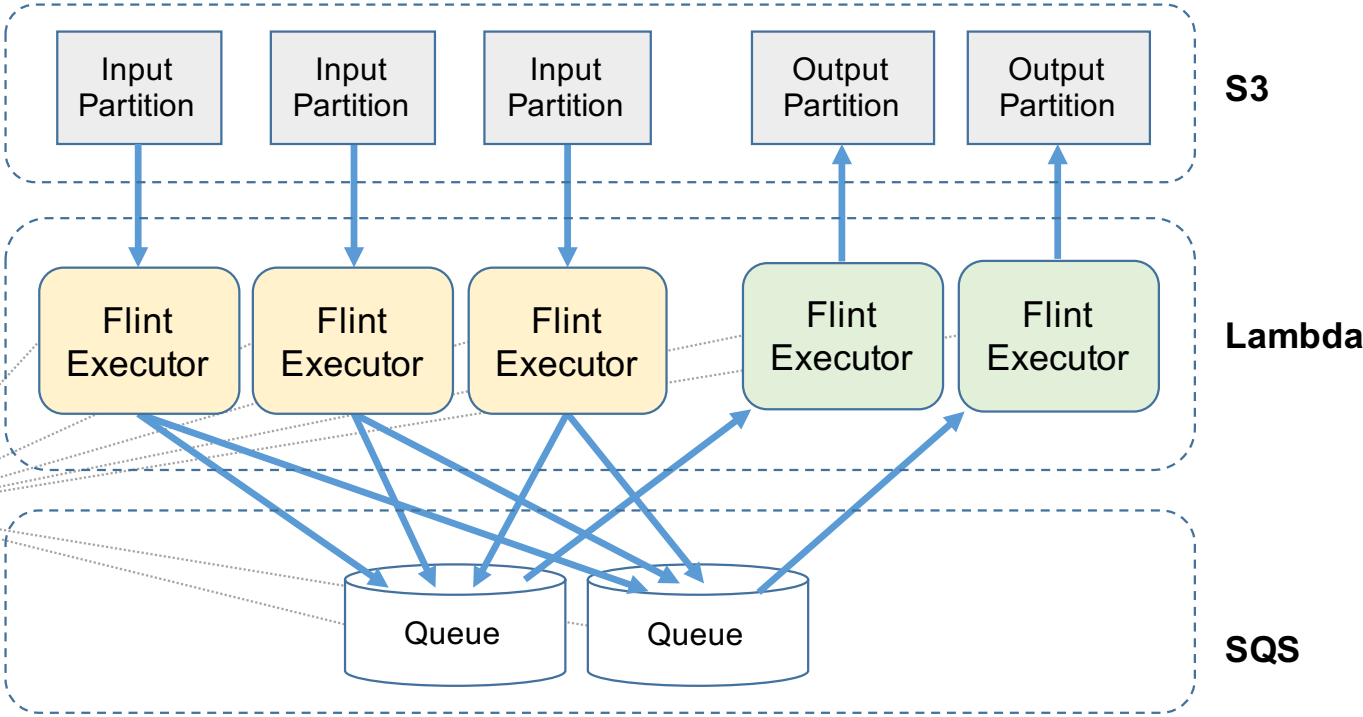 Input
Partition
Input
Partition
Input
Partition
Output
Partition
Output
Partition
S3
Flint
Executor
Flint
Executor
Flint
Executor
Flint
Executor
Flint
Executor
Lambda
Queue
Queue
SQS